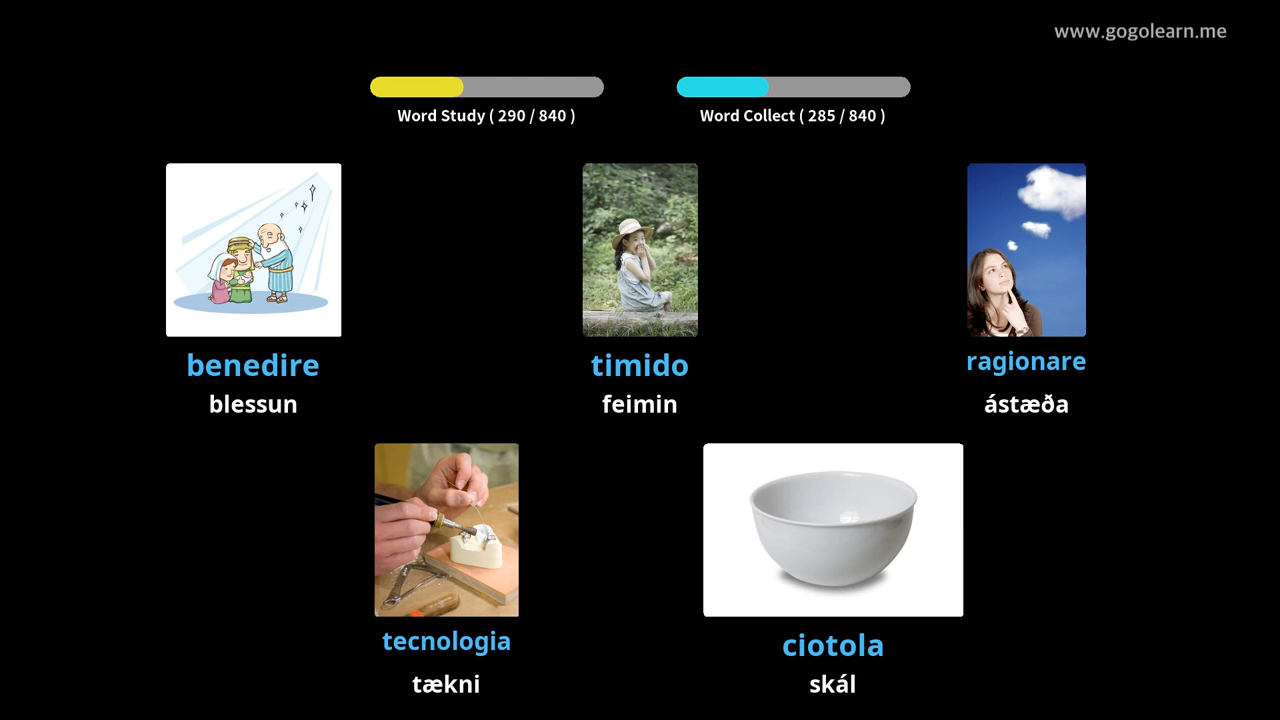 www.gogolearn.me
Word Study ( 290 / 840 )
Word Collect ( 285 / 840 )
benedire
blessun
timido
feimin
ragionare
ástæða
tecnologia
tækni
ciotola
skál